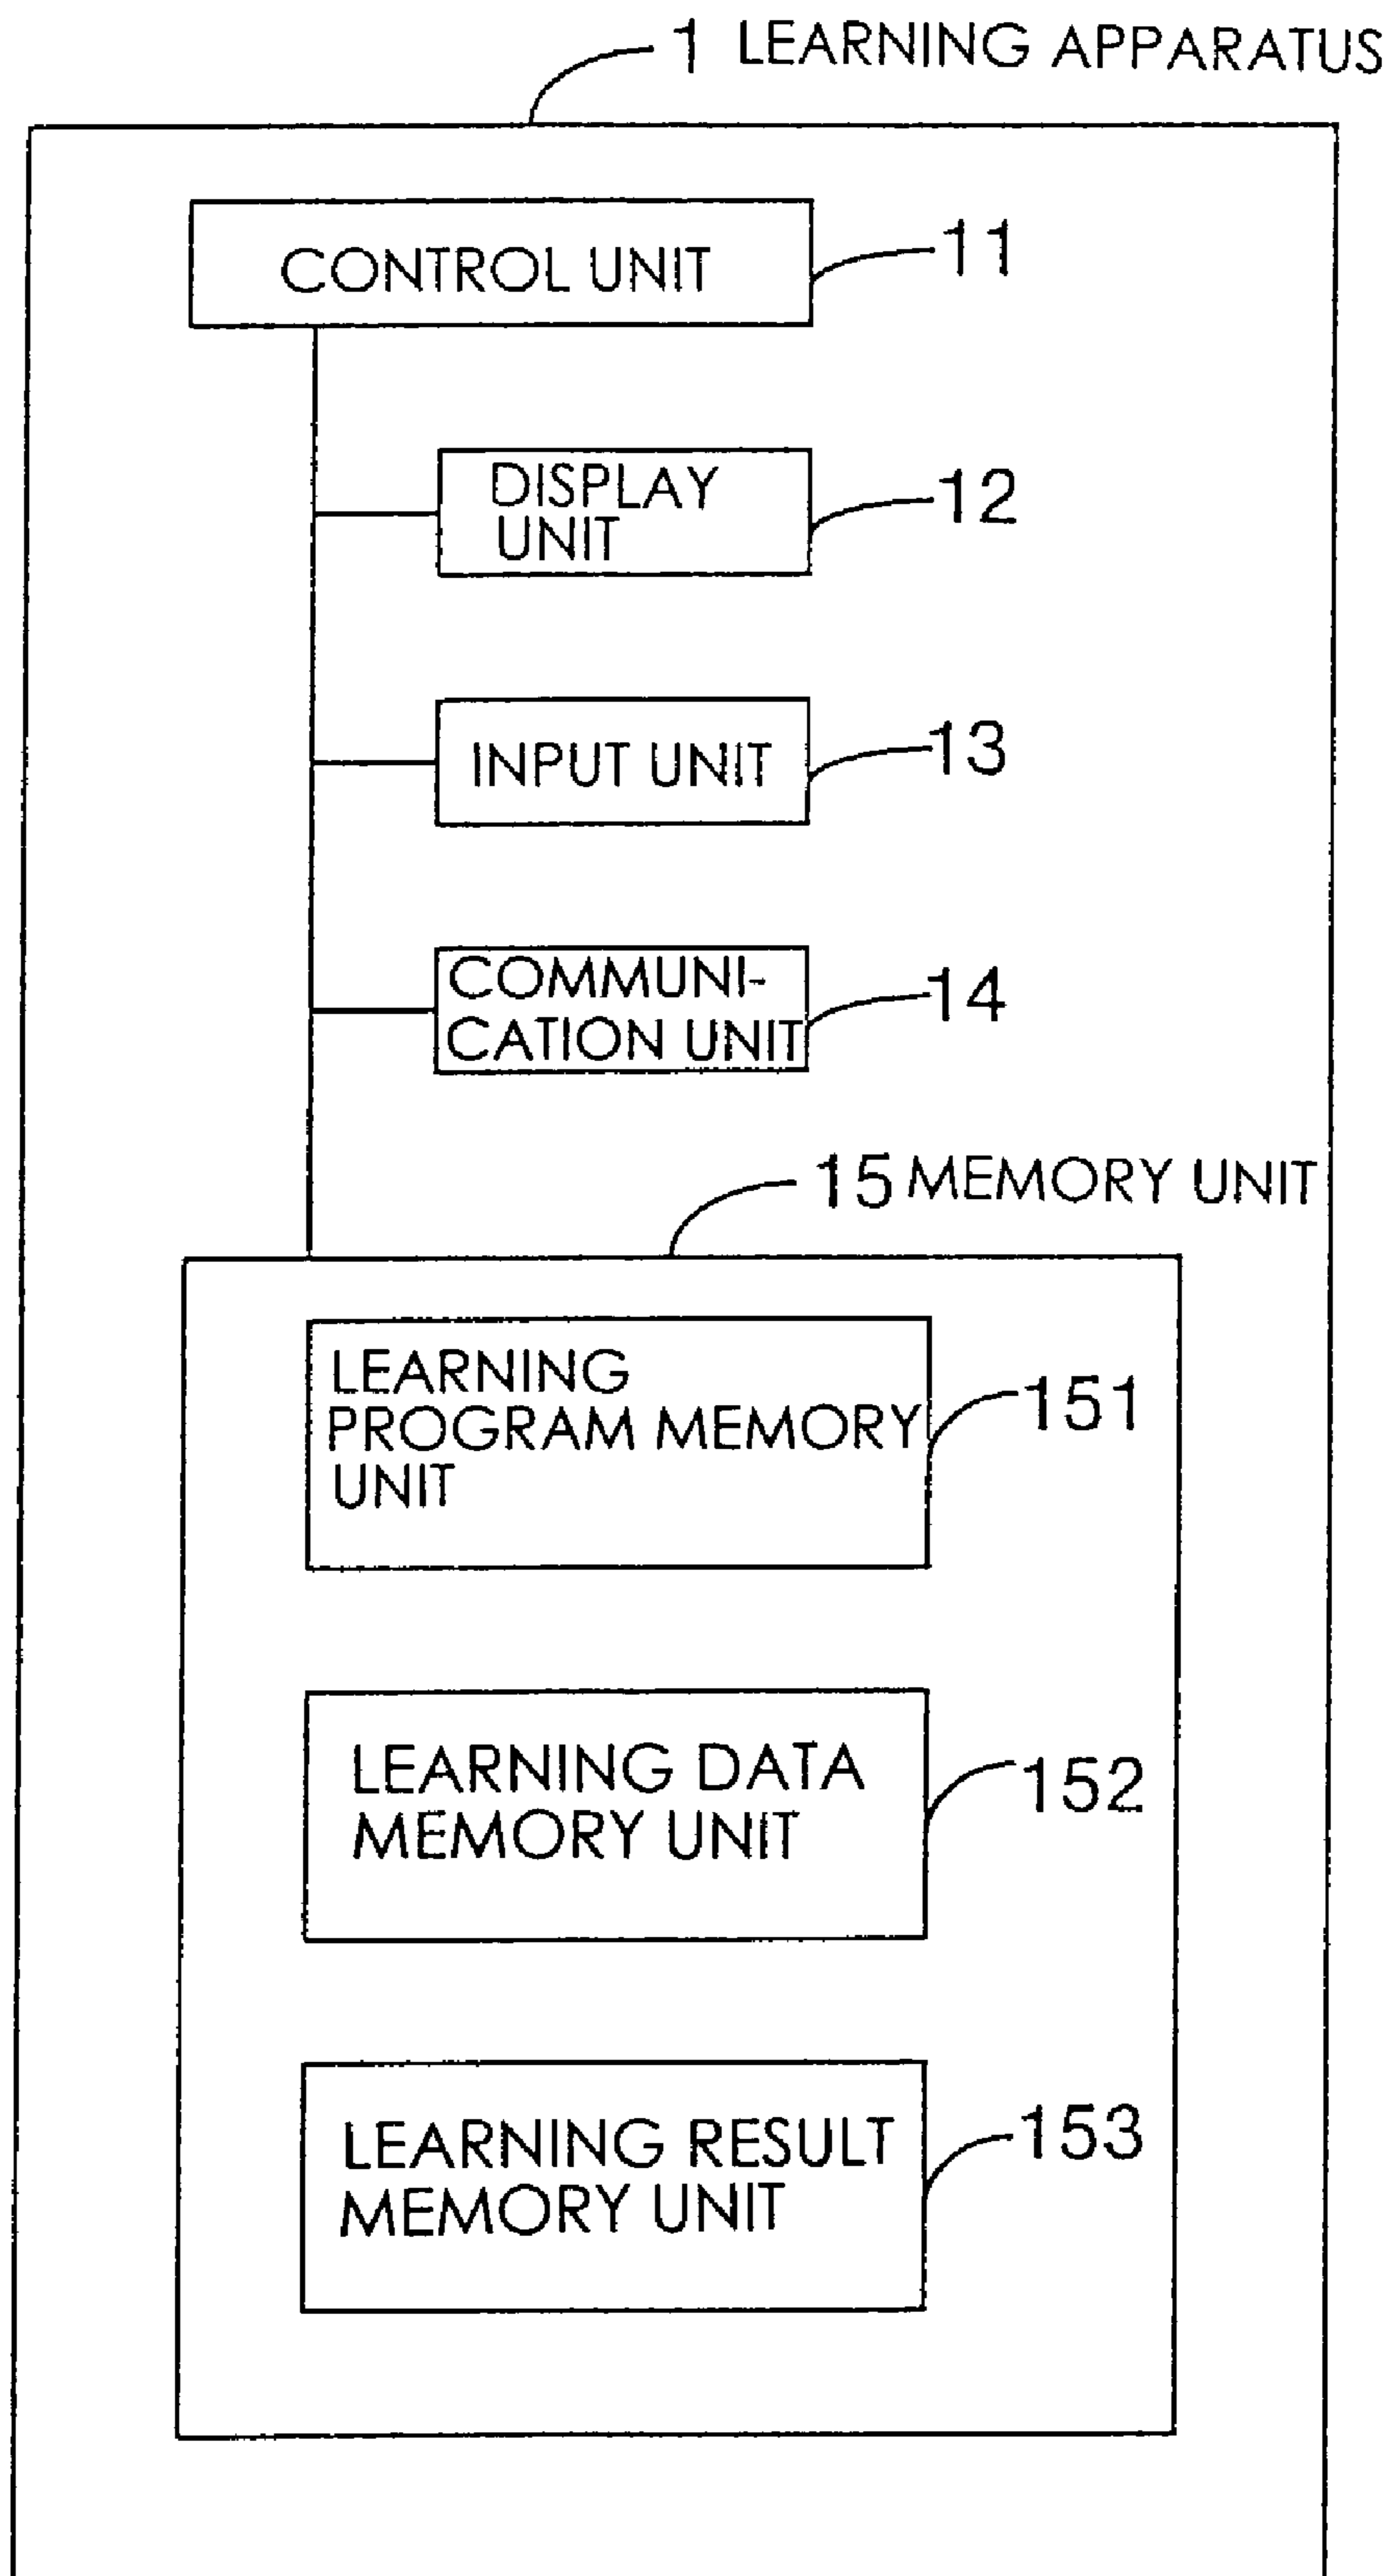 1 LEARNING APPARATUS
CONTROL UNIT
11
DISPLAY
UNIT
12
INPUT UNIT
13
COMMUNI-
CATION UNIT
14
15 MEMORY UNIT
LEARNING
PROGRAM MEMORY
UNIT
151
LEARNING DATA
MEMORY UNIT
152
LEARNING RESULT
MEMORY UNIT
153